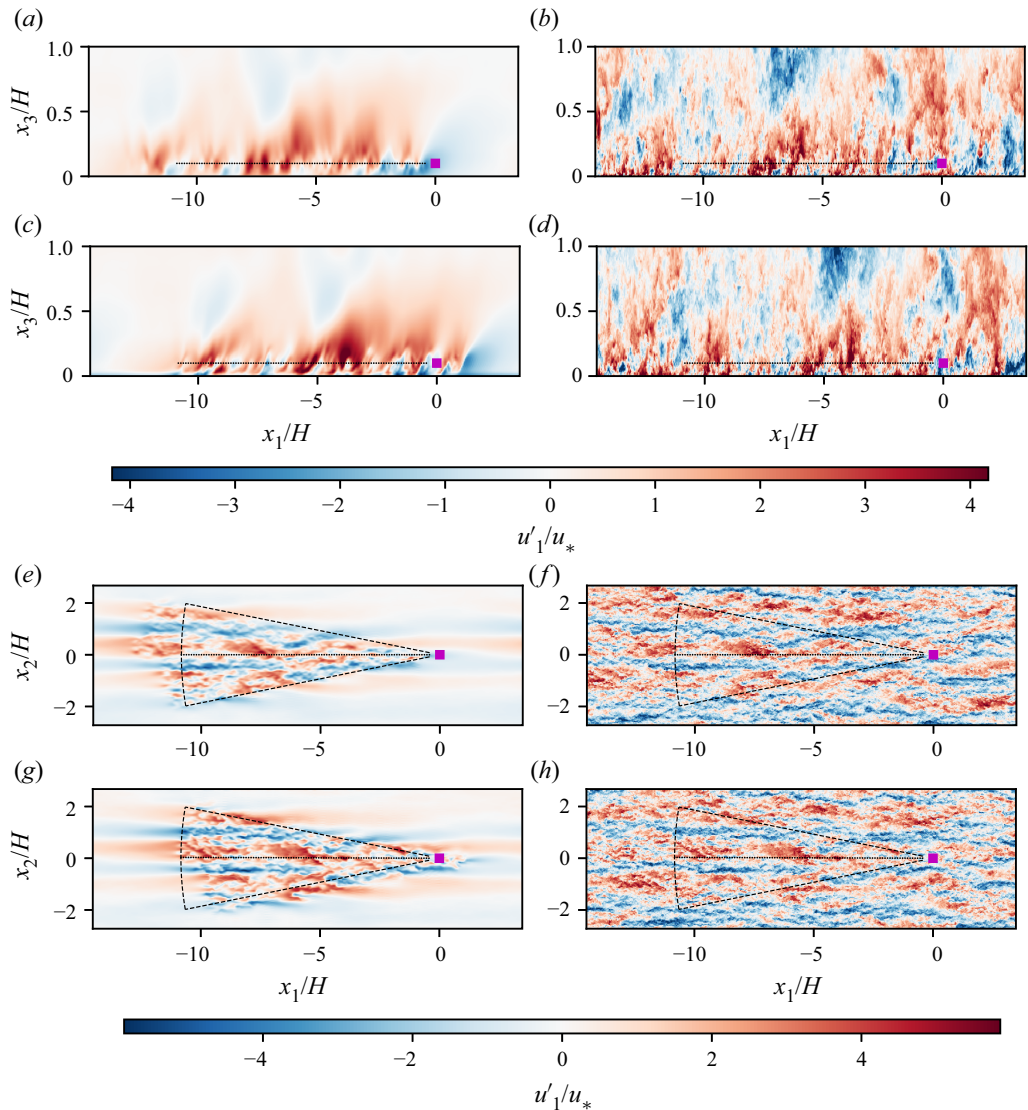 (a) (b)
1.0 1.0
x3/H 0.5 0.5
0 0
−10 −5 0 −10 −5 0
(c) (d)
1.0 1.0
x3/H 0.5 0.5
0 0
−10 −5 0 −10 −5 0
x1/H x1/H
−4 −3 −2 −1 0 1 2 3 4
u′1/u*
(e) (f)
2 2
x2/H 0 0
−2 −2
−10 −5 0 −10 −5 0
(g) (h)
2 2
x2/H 0 0
−2 −2
−10 −5 0 −10 −5 0
x1/H x1/H
−4 −2 0 2 4
u′1/u*